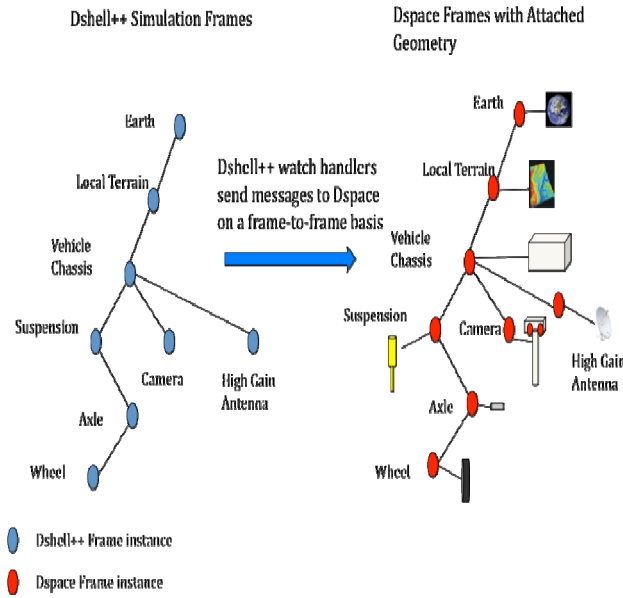 Dshell++ Simulation Frames
Earth
Local Terrain
Vehicle
Chassis
Suspension
Camera
High Gain
Antenna
Axle
Wheel
Dshell++ watch handlers
send messages to Dspace
on a frame-to-frame basis
Dspace Frames with Attached
Geometry
Earth
Local Terrain
Vehicle
Chassis
Suspension
Camera
High Gain
Antenna
Axle
Wheel
Dshell++ Frame instance
Dspace Frame instance